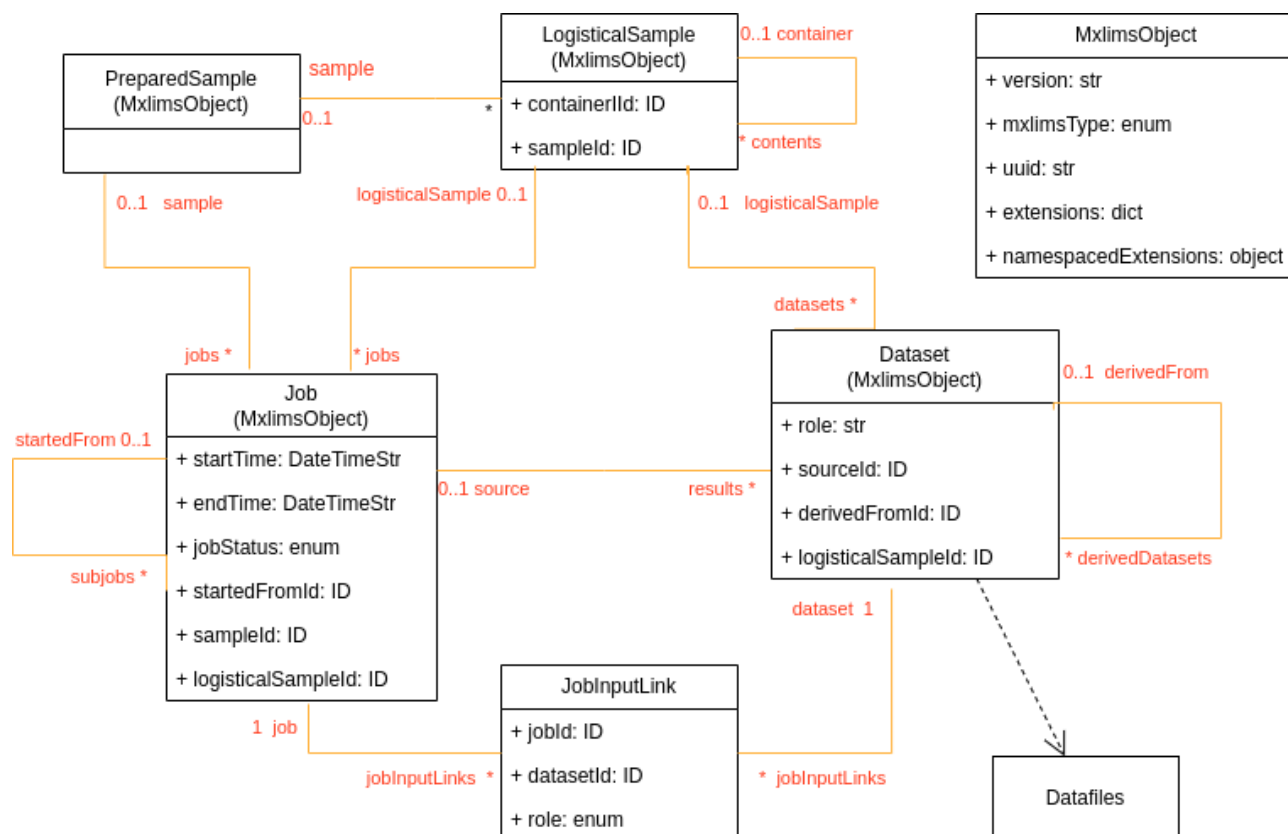 PreparedSample
(MxlimsObject)
sample
0..1
*
LogisticalSample
(MxlimsObject)
+ containerIId: ID
+ sampleId: ID
0..1 container
* contents
MxlimsObject
+ version: str
+ mxlimsType: enum
+ uuid: str
+ extensions: dict
+ namespacedExtensions: object
0..1 sample
logisticalSample 0..1
0..1 logisticalSample
jobs *
* jobs
datasets *
Job
(MxlimsObject)
+ startTime: DateTimeStr
+ endTime: DateTimeStr
+ jobStatus: enum
+ startedFromId: ID
+ sampleId: ID
+ logisticalSampleId: ID
startedFrom 0..1
subjobs *
0..1 source
results *
Dataset
(MxlimsObject)
+ role: str
+ sourceId: ID
+ derivedFromId: ID
+ logisticalSampleId: ID
0..1 derivedFrom
* derivedDatasets
dataset 1
1 job
jobInputLinks *
JobInputLink
+ jobId: ID
+ datasetId: ID
+ role: enum
* jobInputLinks
Datafiles